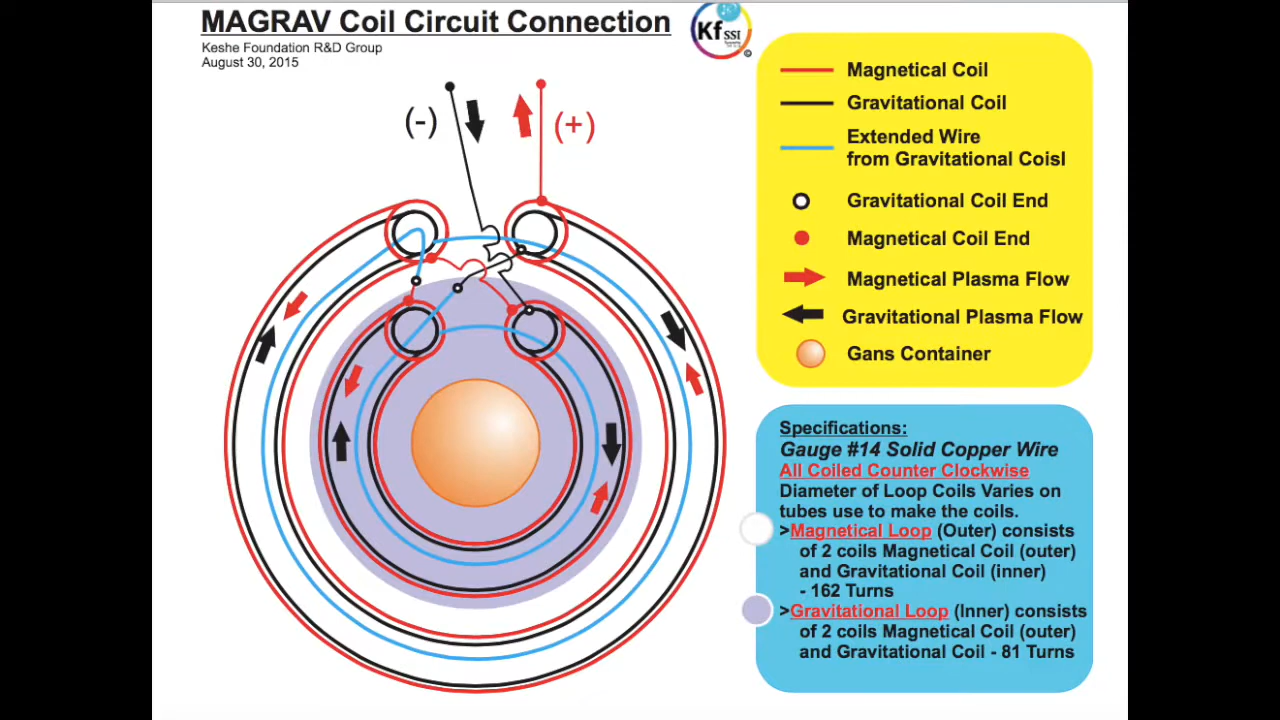 MAGRAV Coil Circuit Connection
Keshe Foundation R&D Group
August 30, 2015
Kf SSI
©
(-)
(+)
Magnetical Coil
Gravitational Coil
Extended Wire
from Gravitational Coisl
Gravitational Coil End
Magnetical Coil End
Magnetical Plasma Flow
Gravitational Plasma Flow
Gans Container
Specifications:
Gauge #14 Solid Copper Wire
All Coiled Counter Clockwise
Diameter of Loop Coils Varies on
tubes use to make the coils.
>Magnetical Loop (Outer) consists
of 2 coils Magnetical Coil (outer)
and Gravitational Coil (inner)
- 162 Turns
>Gravitational Loop (Inner) consists
of 2 coils Magnetical Coil (outer)
and Gravitational Coil - 81 Turns